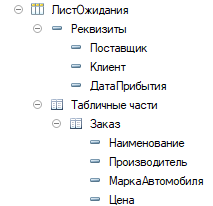 ЛистОжидания
Реквизиты
Поставщик
Клиент
ДатаПрибытия
Табличные части
Заказ
Наименование
Производитель
МаркаАвтомобиля
Цена